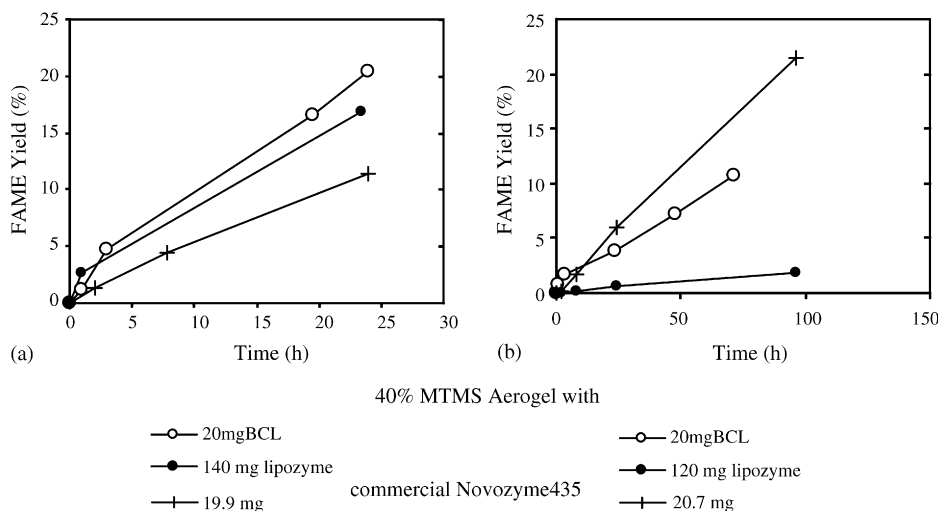 25
20
15
10
5
0
FAME Yield (%)
0 5 10 15 20 25 30
(a)
Time (h)
25
20
15
10
5
0
FAME Yield (%)
0 50 100 150
(b)
Time (h)
40% MTMS Aerogel with
20mgBCL
140 mg lipozyme
19.9 mg
commercial Novozyme435
20mgBCL
120 mg lipozyme
20.7 mg